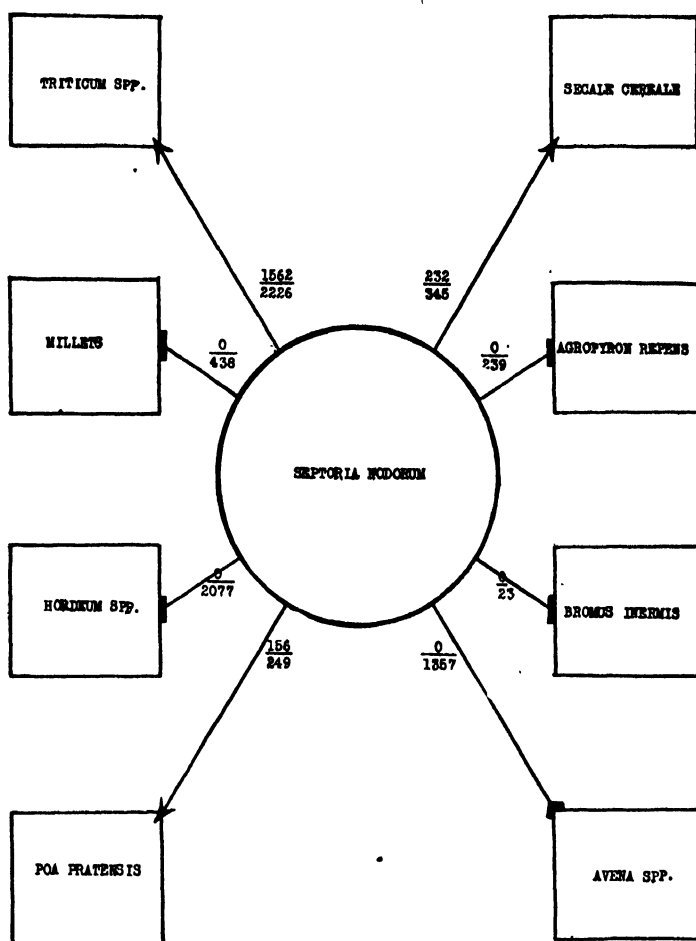 TRITICUM SPP.
SECALE CEREALE
1562
2226
232
345
MILLETS
0
438
0
239
AGROPYRON REPENS
SEPTORIA NODORUM
HORDEUM SPP.
0
2077
0
23
BROMUS INERMIS
156
249
0
1357
POA PRATENSIS
AVENA SPP.